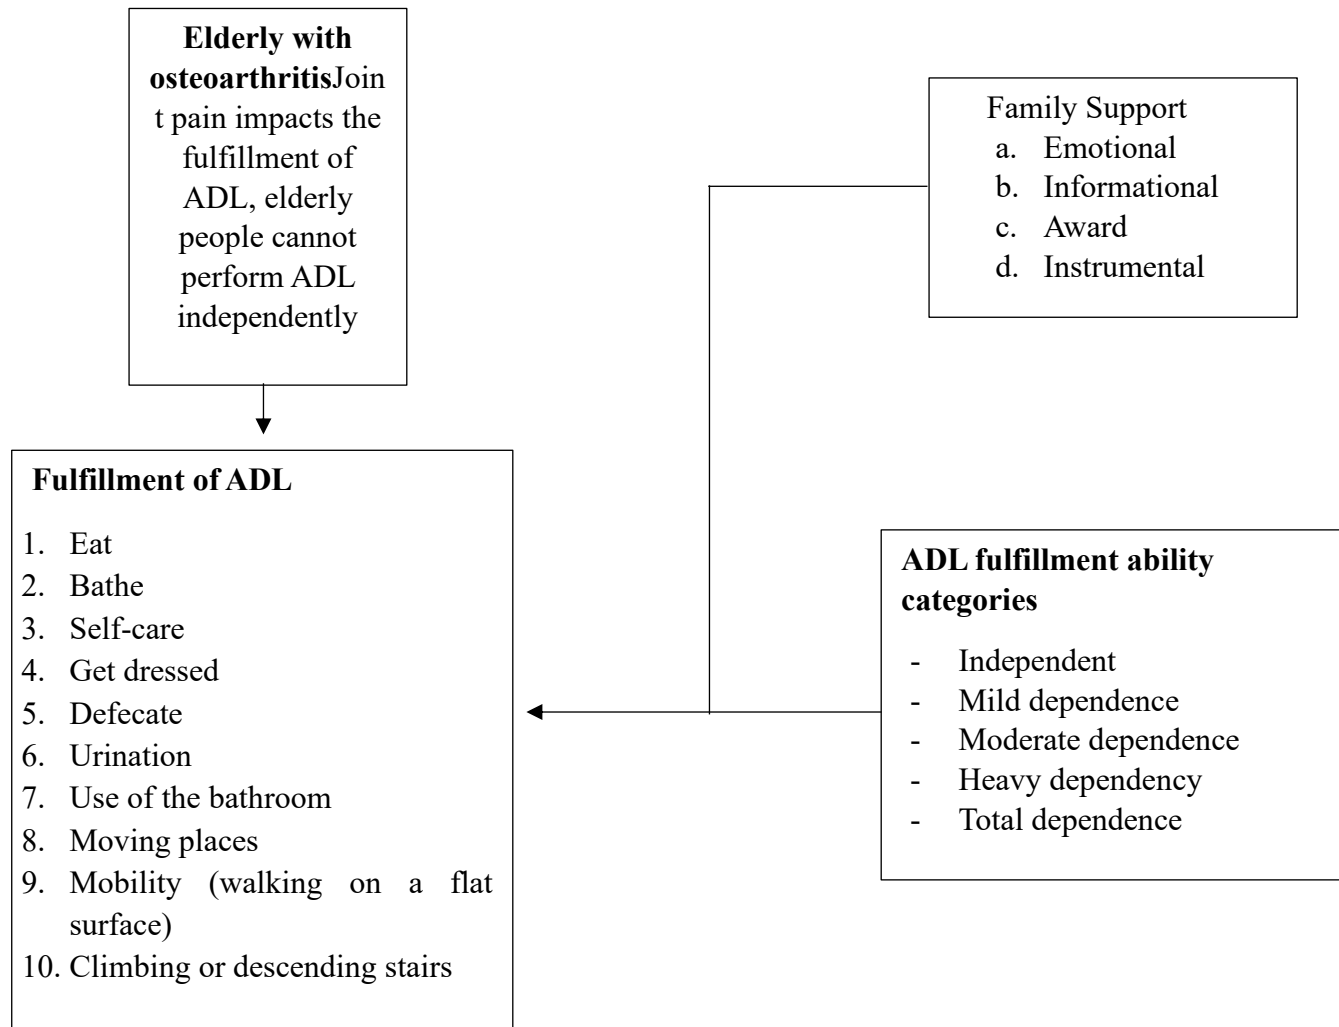 Elderly with
osteoarthritisJoin
t pain impacts the
fulfillment of
ADL, elderly
people cannot
perform ADL
independently
Family Support
a. Emotional
b. Informational
c. Award
d. Instrumental
Fulfillment of ADL
1. Eat
2. Bathe
3. Self-care
4. Get dressed
5. Defecate
6. Urination
7. Use of the bathroom
8. Moving places
9. Mobility (walking on a flat
surface)
10. Climbing or descending stairs
ADL fulfillment ability
categories
- Independent
- Mild dependence
- Moderate dependence
- Heavy dependency
- Total dependence